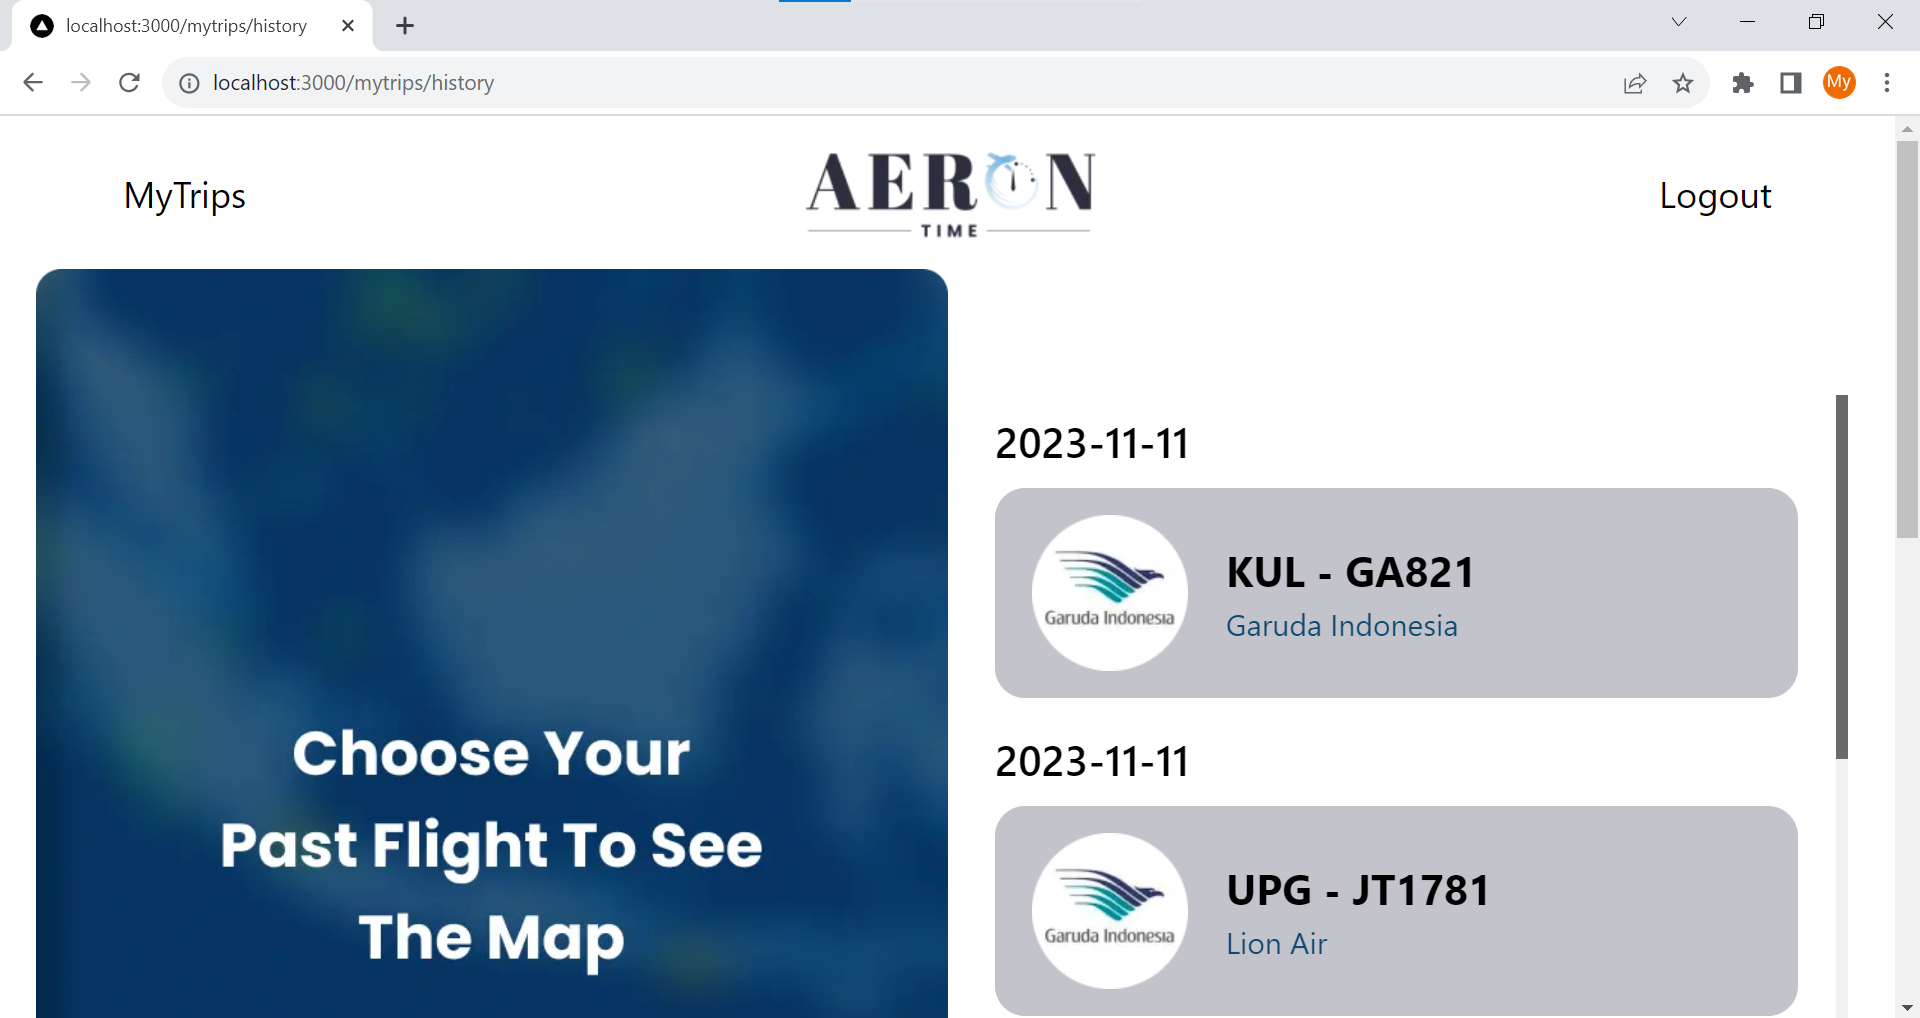 localhost:3000/mytrips/history
localhost:3000/mytrips/history
My
MyTrips
AERON
TIME
Logout
Choose Your
Past Flight To See
The Map
2023-11-11
Garuda Indonesia
KUL - GA821
Garuda Indonesia
2023-11-11
Garuda Indonesia
UPG - JT1781
Lion Air